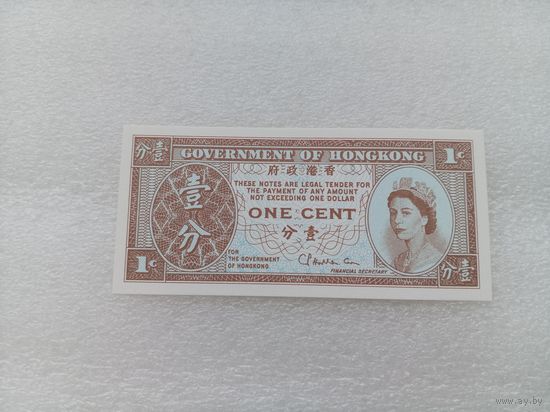 分壹
GOVERNMENT OF HONGKONG
1¢
府政港香
THESE NOTES ARE LEGAL TENDER FOR
THE PAYMENT OF ANY AMOUNT
NOT EXCEEDING ONE DOLLAR
壹分
ONE CENT
分壹
FOR
THE GOVERNMENT
OF HONGKONG
FINANCIAL SECRETARY
1¢
分壹
www.ay.by